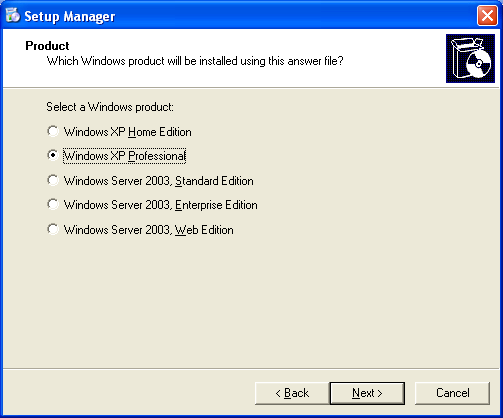 Setup Manager
Product
Which Windows product will be installed using this answer file?
Select a Windows product:
Windows XP Home Edition
Windows XP Professional
Windows Server 2003, Standard Edition
Windows Server 2003, Enterprise Edition
Windows Server 2003, Web Edition
< Back Next > Cancel